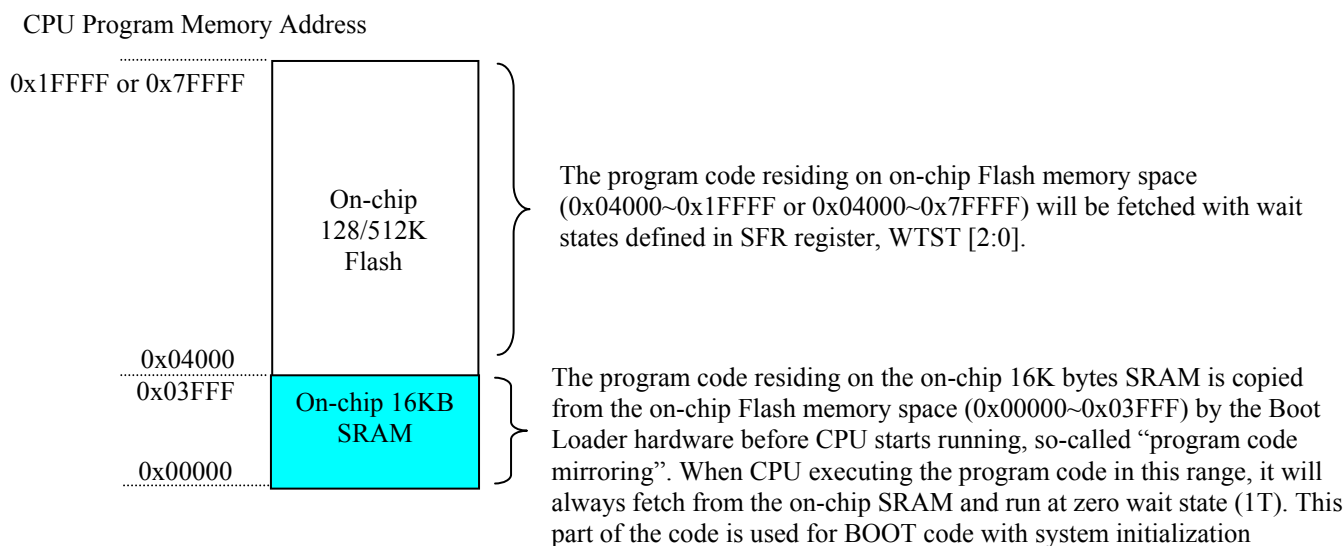 CPU Program Memory Address
0x1FFFF or 0x7FFFF
On-chip
128/512K
Flash
The program code residing on on-chip Flash memory space
(0x04000~0x1FFFF or 0x04000~0x7FFFF) will be fetched with wait
states defined in SFR register, WTST [2:0].
0x04000
0x03FFF
On-chip 16KB
SRAM
0x00000
The program code residing on the on-chip 16K bytes SRAM is copied
from the on-chip Flash memory space (0x00000~0x03FFF) by the Boot
Loader hardware before CPU starts running, so-called “program code
mirroring”. When CPU executing the program code in this range, it will
always fetch from the on-chip SRAM and run at zero wait state (1T). This
part of the code is used for BOOT code with system initialization